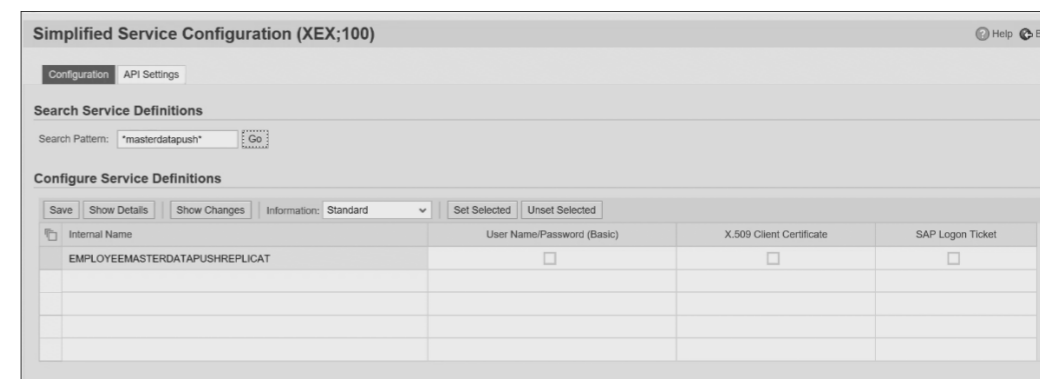 Simplified Service Configuration (XEX;100)
Help
Configuration API Settings
Search Service Definitions
Search Pattern: *masterdatapush* Go
Configure Service Definitions
Save Show Details Show Changes Information: Standard Set Selected Unset Selected
Internal Name User Name/Password (Basic) X.509 Client Certificate SAP Logon Ticket
EMPLOYEEMASTERDATAPUSHREPLICAT